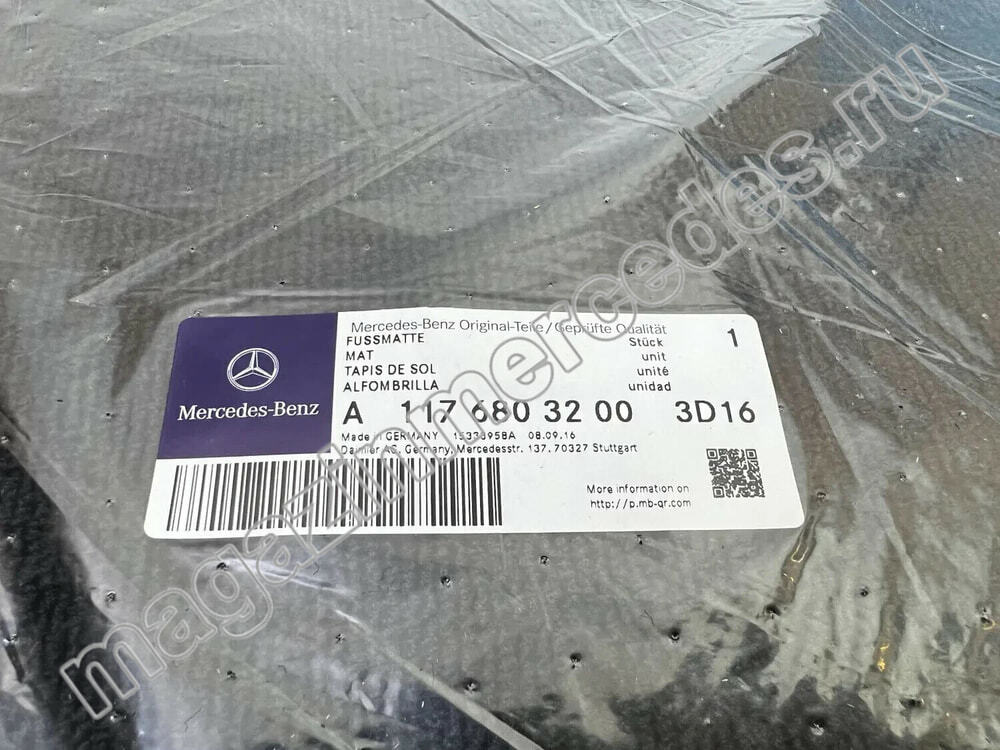 Mercedes-Benz
Mercedes-Benz Original-Teile/Geprüfte Qualität
FUSSMATTE Stück 1
MAT unit
TAPIS DE SOL unité
ALFOMBRILLA unidad
A 117 680 32 00 3D16
Made in GERMANY 15328958A 08.09.16
Daimler AG, Germany, Mercedesstr. 137, 70327 Stuttgart
More information on
http://p.mb-qr.com
magazinmercedes.ru